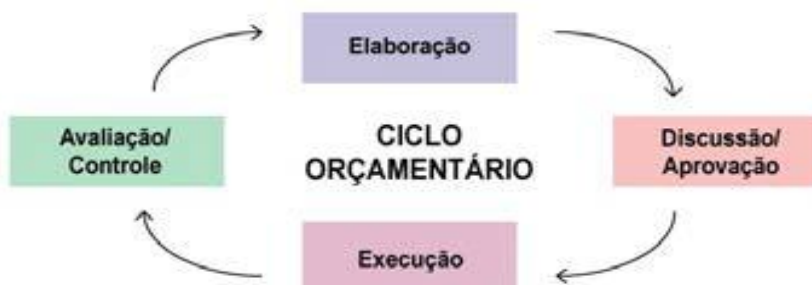 Elaboração
Avaliação/
Controle
CICLO
ORÇAMENTÁRIO
Discussão/
Aprovação
Execução